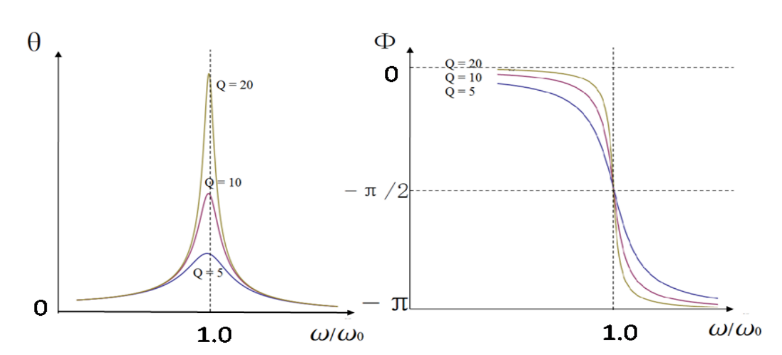 θ
Q = 20
Q = 10
Q = 5
0
1.0
ω/ω₀
Φ
0
Q = 20
Q = 10
Q = 5
− π /2
− π
1.0
ω/ω₀